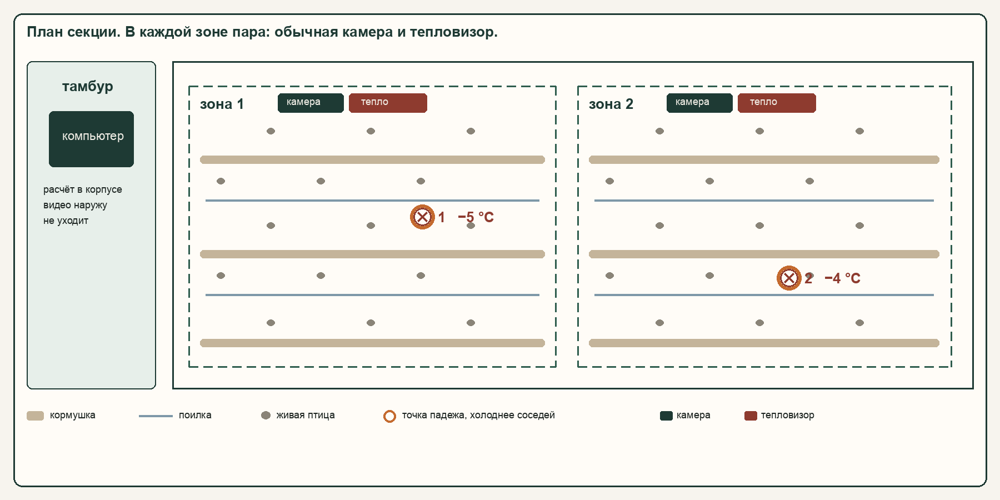 План секции. В каждой зоне пара: обычная камера и тепловизор.
тамбур
компьютер
расчёт в корпусе
видео наружу
не уходит
зона 1
камера
тепло
1 −5 °C
зона 2
камера
тепло
2 −4 °C
кормушка
поилка
живая птица
точка падежа, холоднее соседей
камера
тепловизор